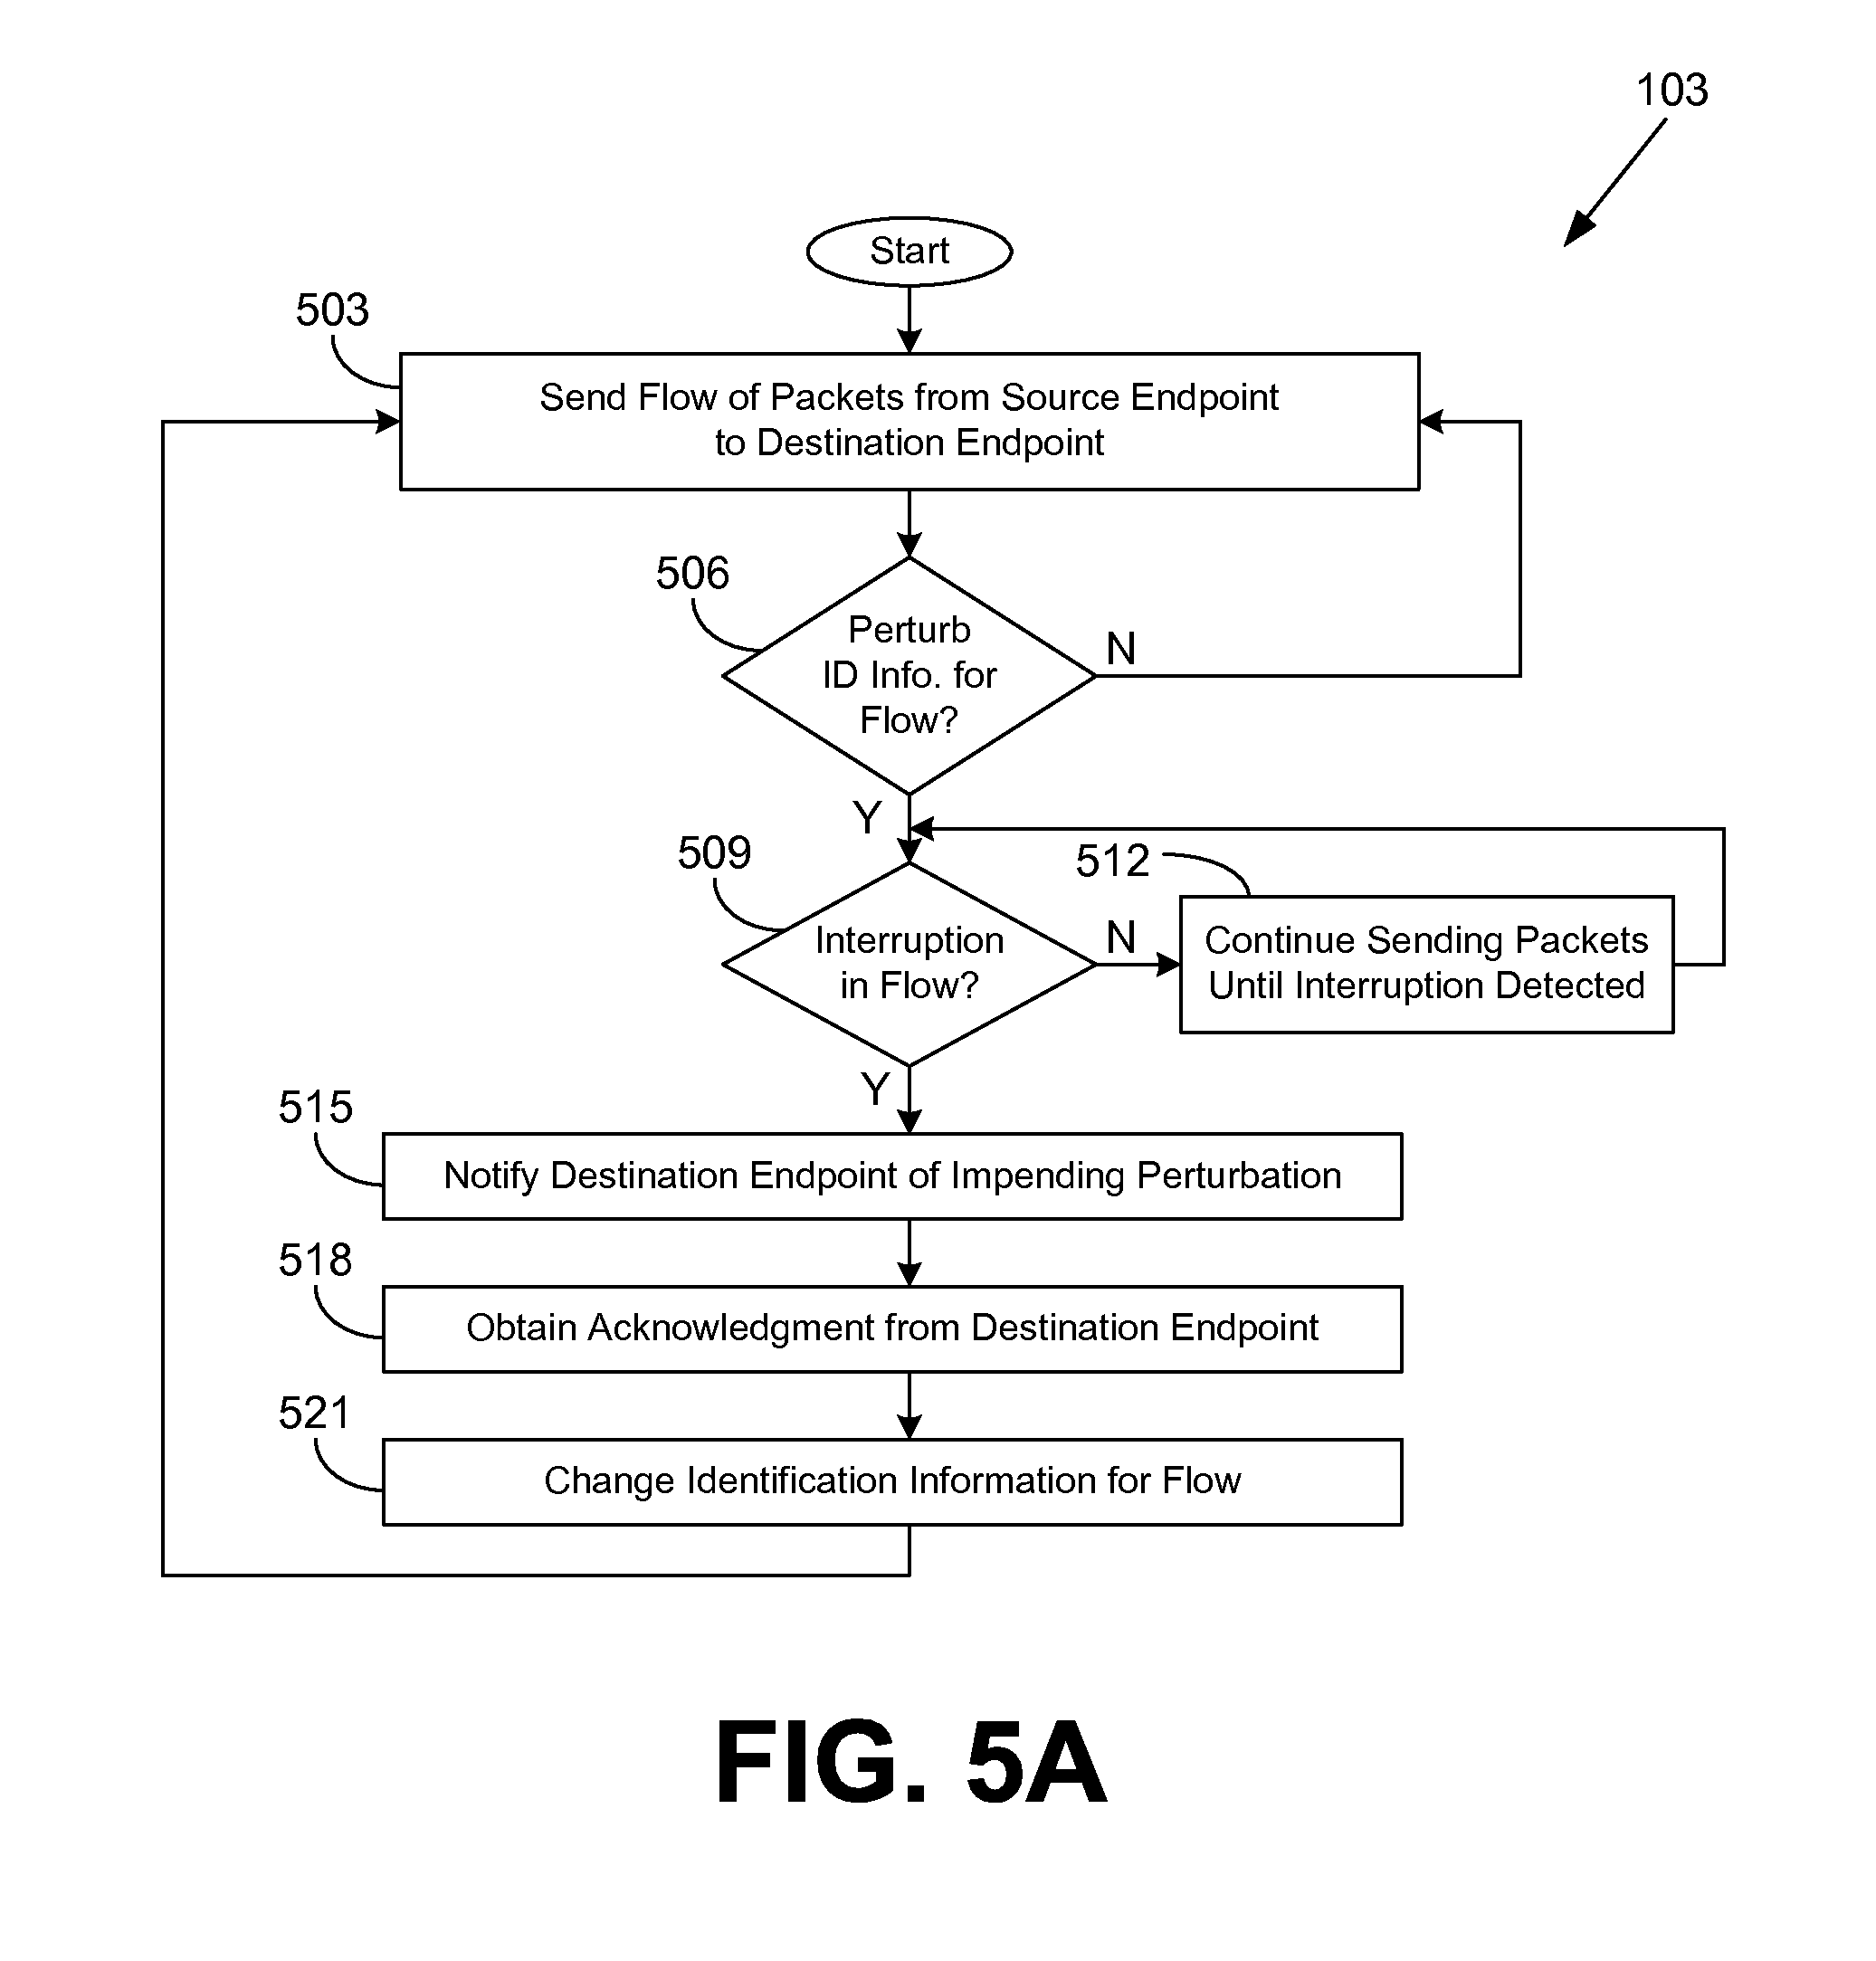 103
Start
503
Send Flow of Packets from Source Endpoint
to Destination Endpoint
506
Perturb
ID Info. for
Flow?
N
Y
509
512
Interruption
in Flow?
N
Continue Sending Packets
Until Interruption Detected
Y
515
Notify Destination Endpoint of Impending Perturbation
518
Obtain Acknowledgment from Destination Endpoint
521
Change Identification Information for Flow
FIG. 5A